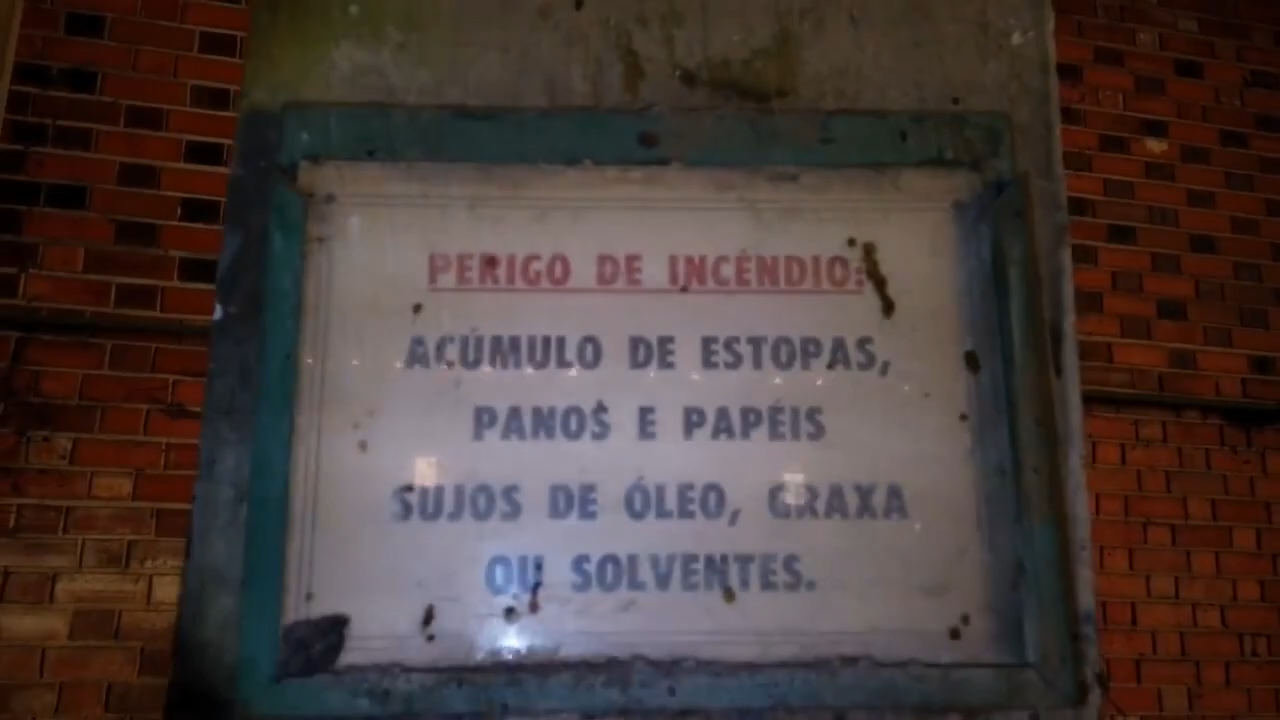 PERIGO DE INCÊNDIO:
ACÚMULO DE ESTOPAS,
PANOS E PAPÉIS
SUJOS DE ÓLEO, GRAXA
OU SOLVENTES.